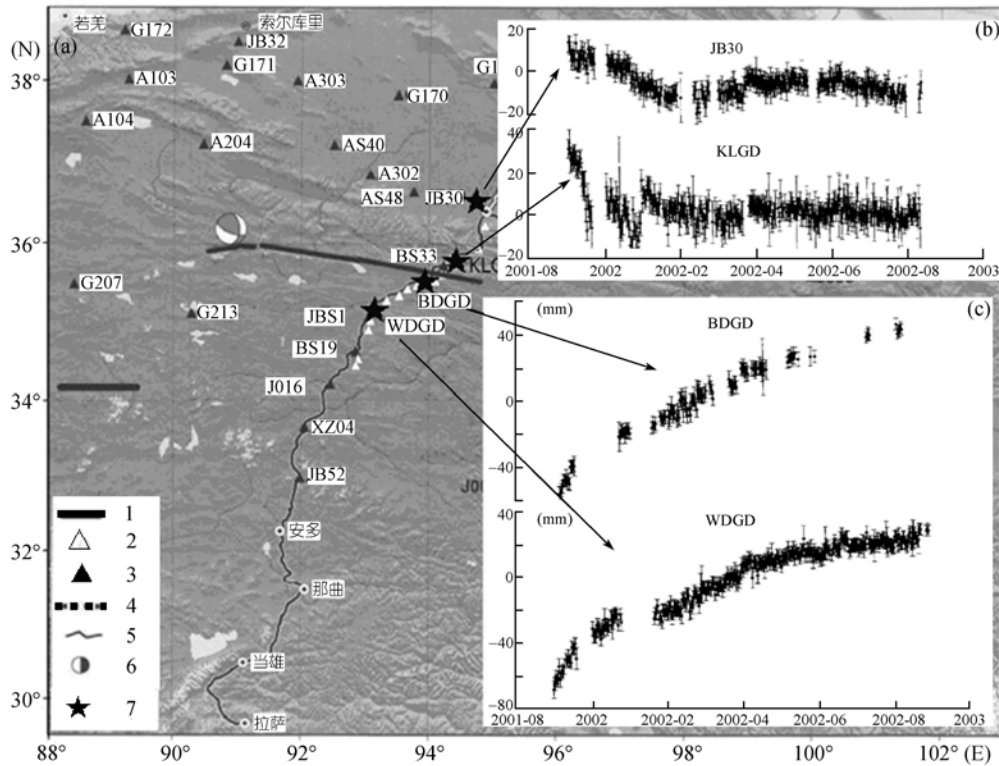 (N)
(a)
若羌
G172
索尔库里
JB32
G171
A103
A303
G1
G170
A104
A204
AS40
A302
AS48
JB30
BS33
KLG
G207
G213
BDGD
JBS1
WDGD
BS19
J016
XZ04
JB52
J0
安多
那曲
当雄
拉萨
38°
36°
34°
32°
30°
88°
90°
92°
94°
96°
98°
100°
102°
(E)
1
2
3
4
5
6
7
(b)
JB30
20
0
-20
KLGD
40
20
0
-20
2001-08
2002
2002-02
2002-06
2002-08
2003
(c)
(mm)
BDGD
40
0
-40
(mm)
WDGD
40
0
-40
-80
2001-08
2002
2002-02
2002-06
2002-08
2003